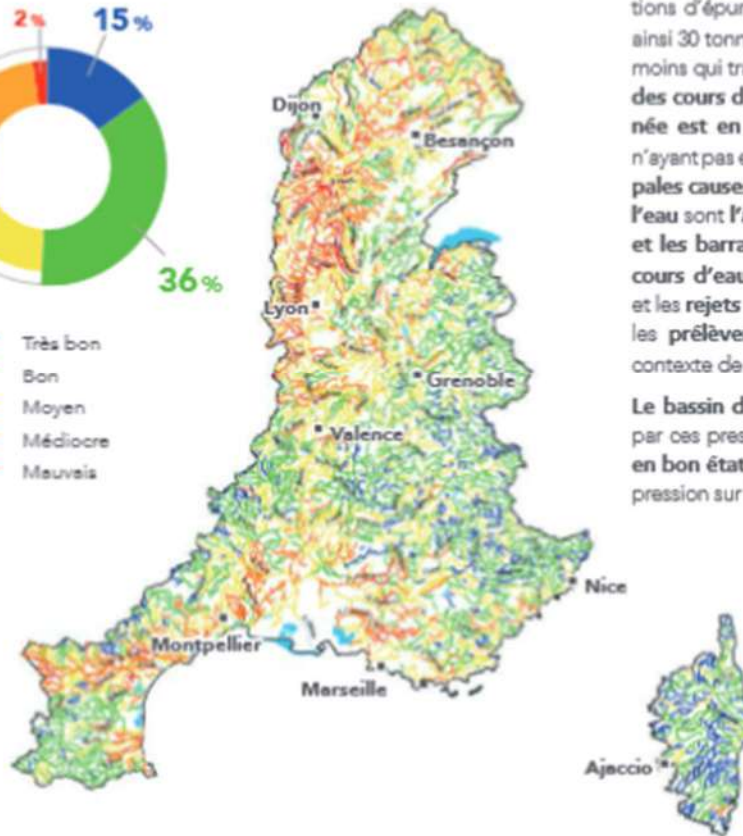 2%
15%
36%
Très bon
Bon
Moyen
Médiocre
Mauvais
Dijon
Besançon
Lyon
Grenoble
Valence
Nice
Montpellier
Marseille
Ajaccio
tions d'épur
ainsi 30 tonn
moins qui tr
des cours d
née est en
n'ayant pas é
pales cause
l'eau sont l'
et les barra
cours d'eau
et les rejets
les prélève
contexte de
Le bassin d
par ces pres
en bon état
pression sur